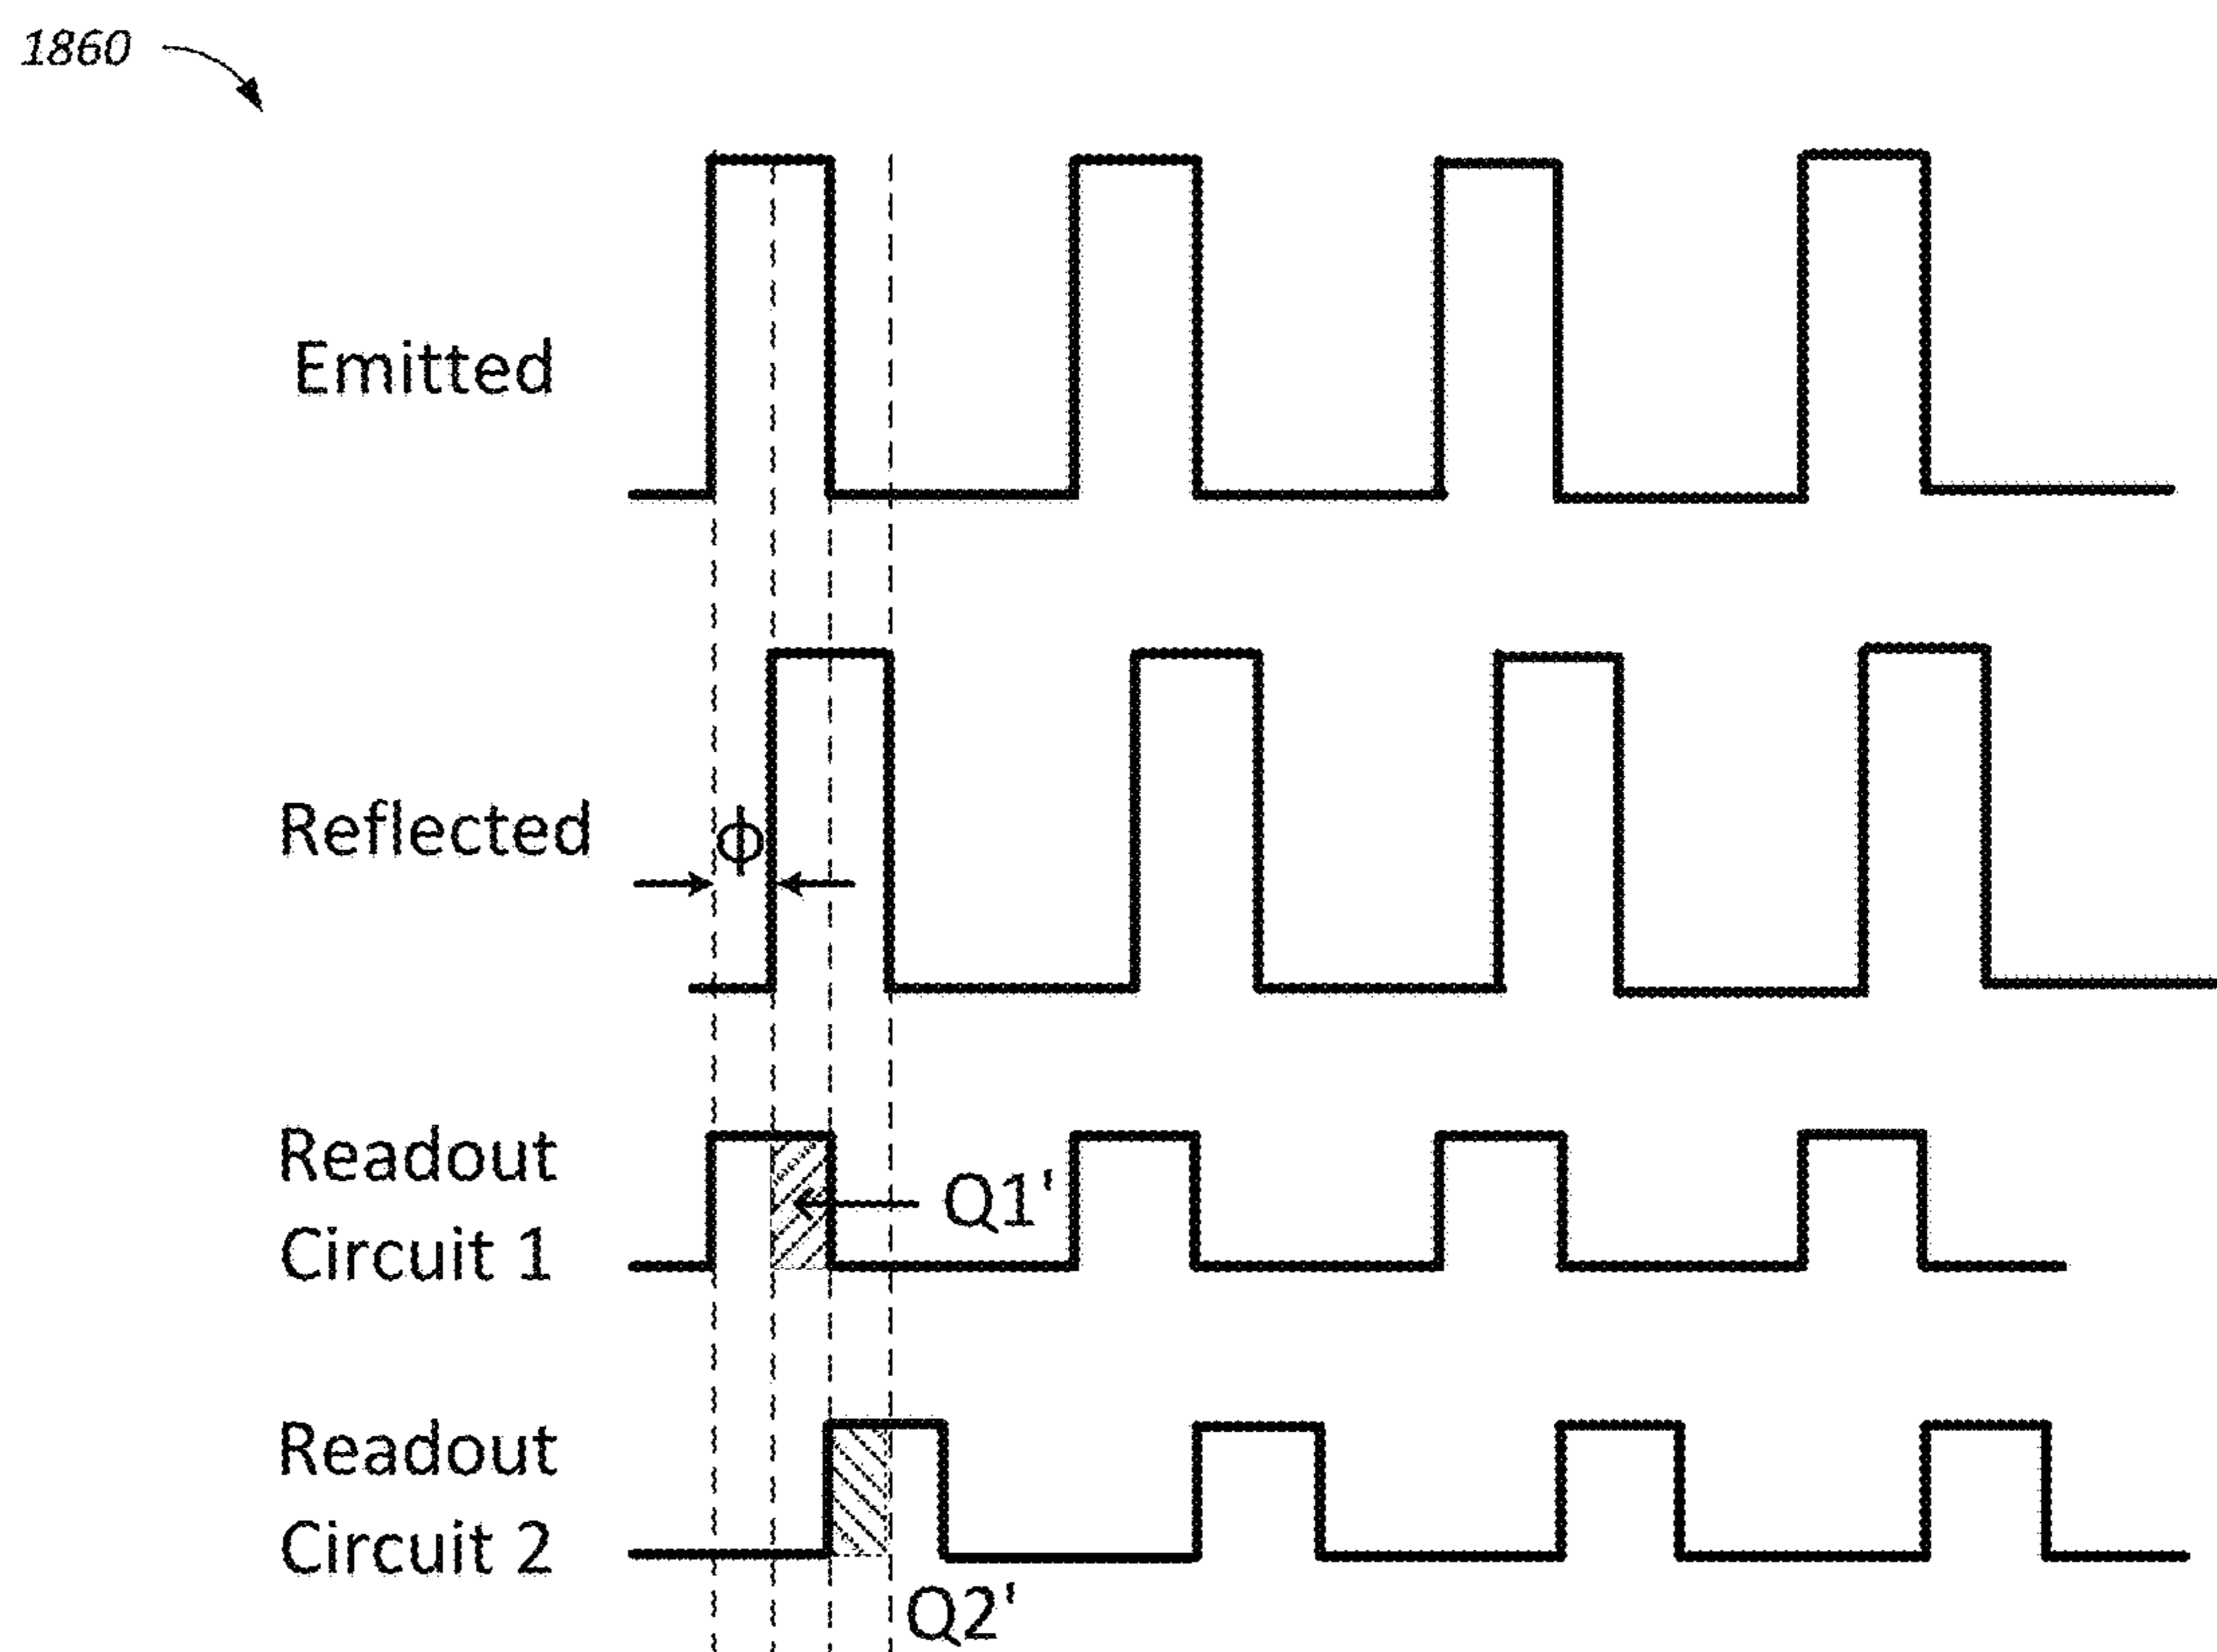 1860
Emitted
Reflected
ϕ
Readout
Circuit 1
Q1'
Readout
Circuit 2
Q2'